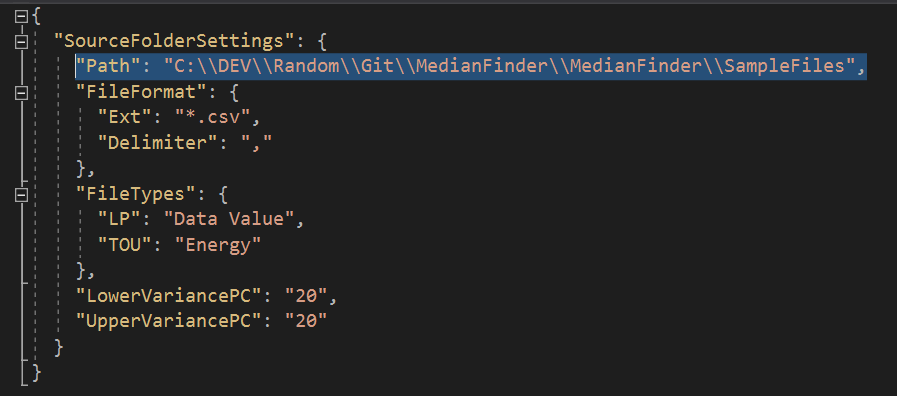 {
"SourceFolderSettings": {
"Path": "C:\\DEV\\Random\\Git\\MedianFinder\\MedianFinder\\SampleFiles",
"FileFormat": {
"Ext": "*.csv",
"Delimiter": ","
},
"FileTypes": {
"LP": "Data Value",
"TOU": "Energy"
},
"LowerVariancePC": "20",
"UpperVariancePC": "20"
}
}